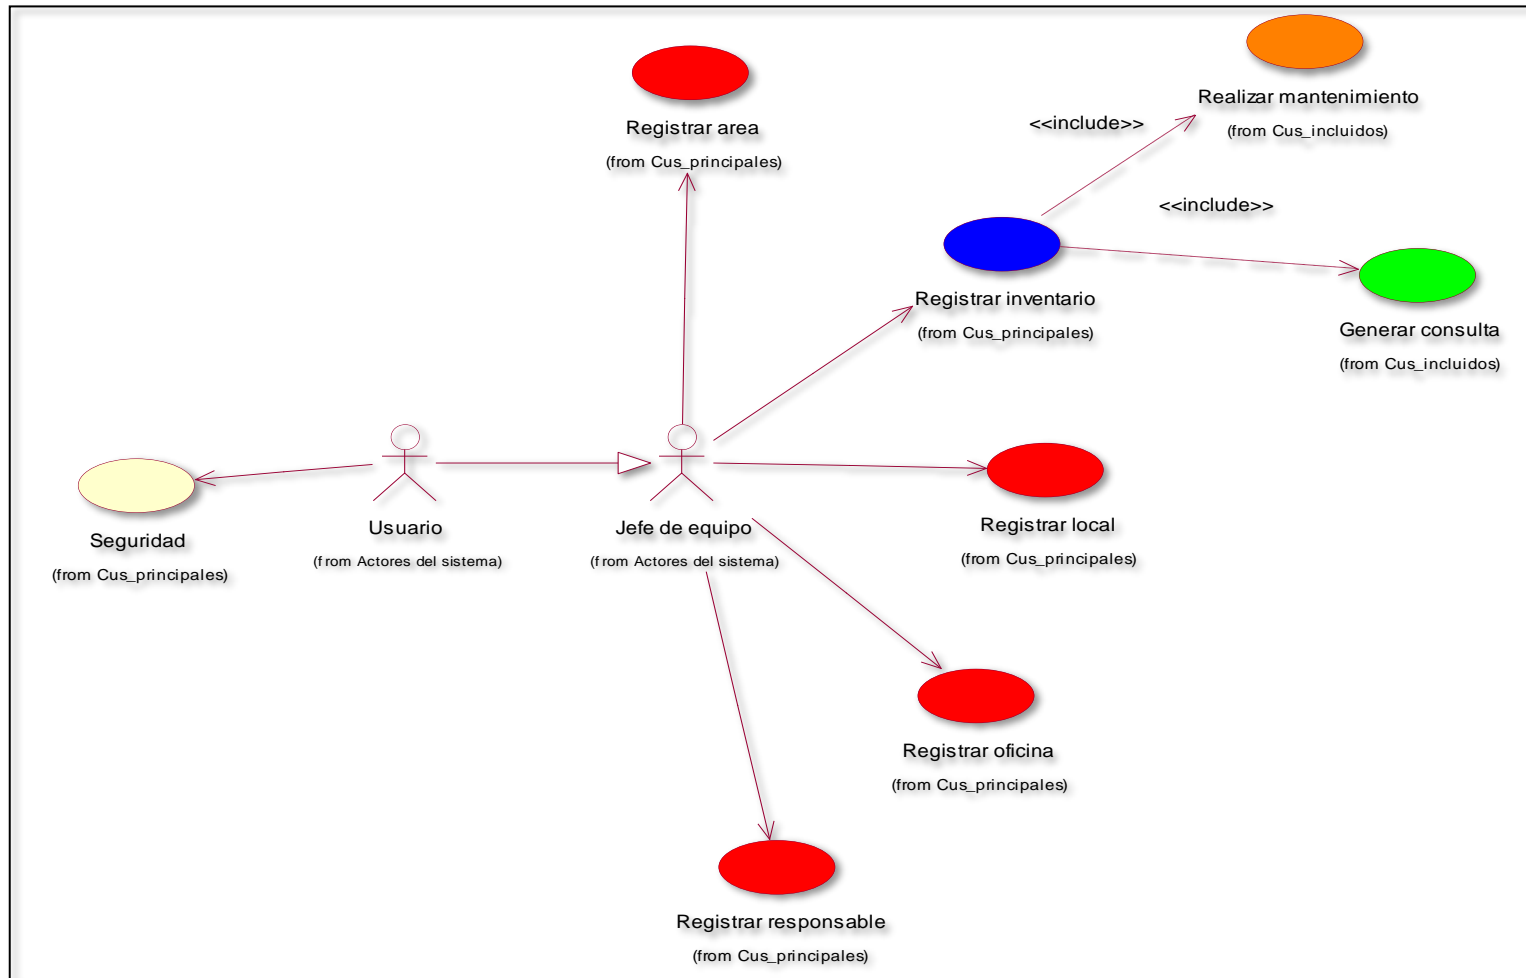 Realizar mantenimiento
(from Cus_incluidos)
<<include>>
Registrar area
(from Cus_principales)
<<include>>
Registrar inventario
(from Cus_principales)
Generar consulta
(from Cus_incluidos)
Seguridad
(from Cus_principales)
Usuario
(from Actores del sistema)
Jefe de equipo
(from Actores del sistema)
Registrar local
(from Cus_principales)
Registrar oficina
(from Cus_principales)
Registrar responsable
(from Cus_principales)